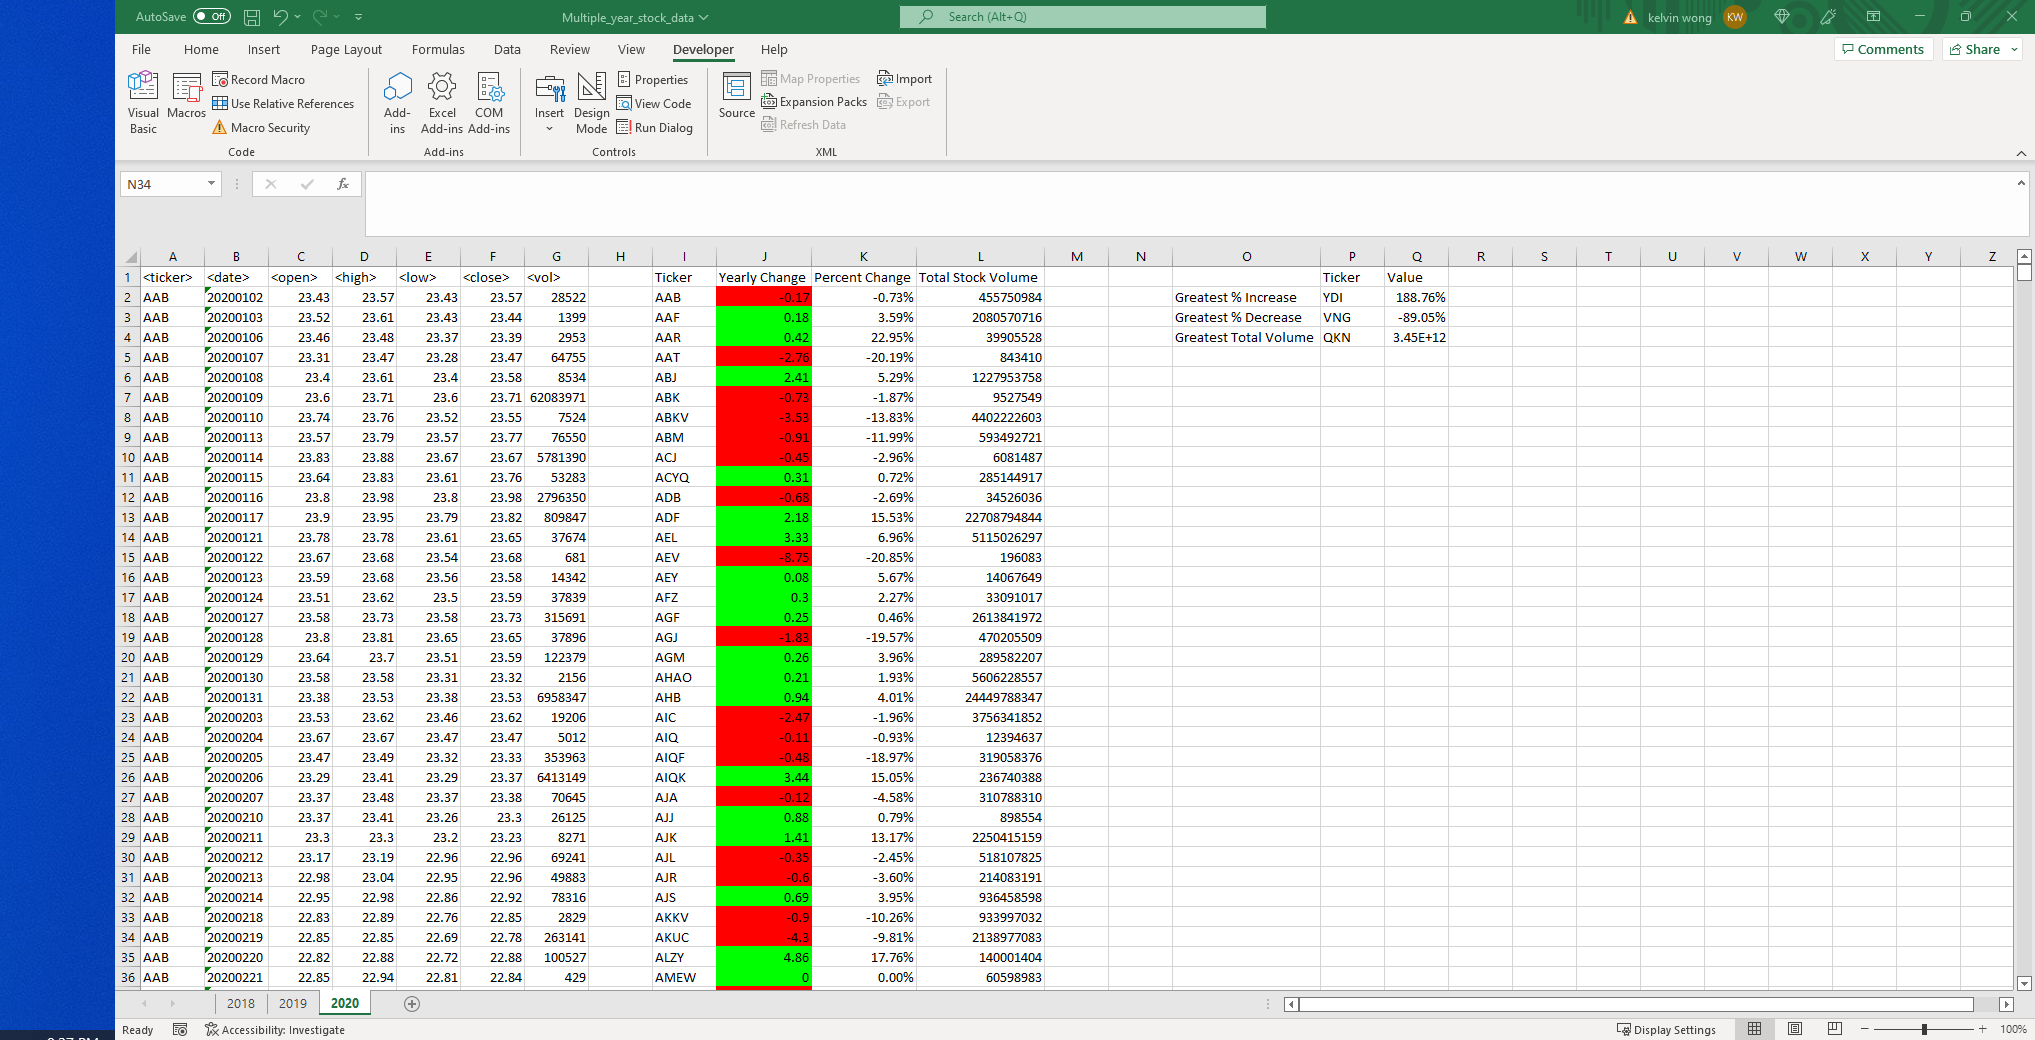 AutoSave Off Multiple_year_stock_data Search (Alt+Q) kelvin wong KW
File Home Insert Page Layout Formulas Data Review View Developer Help Comments Share
Visual Basic
Macros
Record Macro
Use Relative References
Macro Security
Code
Add-ins
Excel Add-ins
COM Add-ins
Add-ins
Insert
Design Mode
Properties
View Code
Run Dialog
Controls
Source
Map Properties
Expansion Packs
Refresh Data
Import
Export
XML
N34 fx
A B C D E F G H I J K L M N O P Q R S T U V W X Y Z
1 <ticker> <date> <open> <high> <low> <close> <vol> Ticker Yearly Change Percent Change Total Stock Volume Ticker Value
2 AAB 20200102 23.43 23.57 23.43 23.57 28522 AAB -0.17 -0.73% 455750984 Greatest % Increase YDI 188.76%
3 AAB 20200103 23.52 23.61 23.43 23.44 1399 AAF 0.18 3.59% 2080570716 Greatest % Decrease VNG -89.05%
4 AAB 20200106 23.46 23.48 23.37 23.39 2953 AAR 0.42 22.95% 39905528 Greatest Total Volume QKN 3.45E+12
5 AAB 20200107 23.31 23.47 23.28 23.47 64755 AAT -2.76 -20.19% 843410
6 AAB 20200108 23.4 23.61 23.4 23.58 8534 ABJ 2.41 5.29% 1227953758
7 AAB 20200109 23.6 23.71 23.6 23.71 62083971 ABK -0.73 -1.87% 9527549
8 AAB 20200110 23.74 23.76 23.52 23.55 7524 ABKV -3.53 -13.83% 4402222603
9 AAB 20200113 23.57 23.79 23.57 23.77 76550 ABM -0.91 -11.99% 593492721
10 AAB 20200114 23.83 23.88 23.67 23.67 5781390 ACJ -0.45 -2.96% 6081487
11 AAB 20200115 23.64 23.83 23.61 23.76 53283 ACYQ 0.31 0.72% 285144917
12 AAB 20200116 23.8 23.98 23.8 23.98 2796350 ADB -0.68 -2.69% 34526036
13 AAB 20200117 23.9 23.95 23.79 23.82 809847 ADF 2.18 15.53% 22708794844
14 AAB 20200121 23.78 23.78 23.61 23.65 37674 AEL 3.33 6.96% 5115026297
15 AAB 20200122 23.67 23.68 23.54 23.68 681 AEV -8.75 -20.85% 196083
16 AAB 20200123 23.59 23.68 23.56 23.58 14342 AEY 0.08 5.67% 14067649
17 AAB 20200124 23.51 23.62 23.5 23.59 37839 AFZ 0.3 2.27% 33091017
18 AAB 20200127 23.58 23.73 23.58 23.73 315691 AGF 0.25 0.46% 2613841972
19 AAB 20200128 23.8 23.81 23.65 23.65 37896 AGJ -1.83 -19.57% 470205509
20 AAB 20200129 23.64 23.7 23.51 23.59 122379 AGM 0.26 3.96% 289582207
21 AAB 20200130 23.58 23.58 23.31 23.32 2156 AHAO 0.21 1.93% 5606228557
22 AAB 20200131 23.38 23.53 23.38 23.53 6958347 AHB 0.94 4.01% 24449788347
23 AAB 20200203 23.53 23.62 23.46 23.62 19206 AIC -2.47 -1.96% 3756341852
24 AAB 20200204 23.67 23.67 23.47 23.47 5012 AIQ -0.11 -0.93% 12394637
25 AAB 20200205 23.47 23.49 23.32 23.33 353963 AIQF -0.48 -18.97% 319058376
26 AAB 20200206 23.29 23.41 23.29 23.37 6413149 AIQK 3.44 15.05% 236740388
27 AAB 20200207 23.37 23.48 23.37 23.38 70645 AJA -0.12 -4.58% 310788310
28 AAB 20200210 23.37 23.41 23.26 23.3 26125 AJJ 0.88 0.79% 898554
29 AAB 20200211 23.3 23.3 23.2 23.23 8271 AJK 1.41 13.17% 2250415159
30 AAB 20200212 23.17 23.19 22.96 22.96 69241 AJL -0.35 -2.45% 518107825
31 AAB 20200213 22.98 23.04 22.95 22.96 49883 AJR -0.6 -3.60% 214083191
32 AAB 20200214 22.95 22.98 22.86 22.92 78316 AJS 0.69 3.95% 936458598
33 AAB 20200218 22.83 22.89 22.76 22.85 2829 AKKV -0.9 -10.26% 933997032
34 AAB 20200219 22.85 22.85 22.69 22.78 263141 AKUC -4.3 -9.81% 2138977083
35 AAB 20200220 22.82 22.88 22.72 22.88 100527 ALZY 4.86 17.76% 140001404
36 AAB 20200221 22.85 22.94 22.81 22.84 429 AMEW 0 0.00% 60598983
2018 2019 2020
Ready Accessibility: Investigate Display Settings 100%